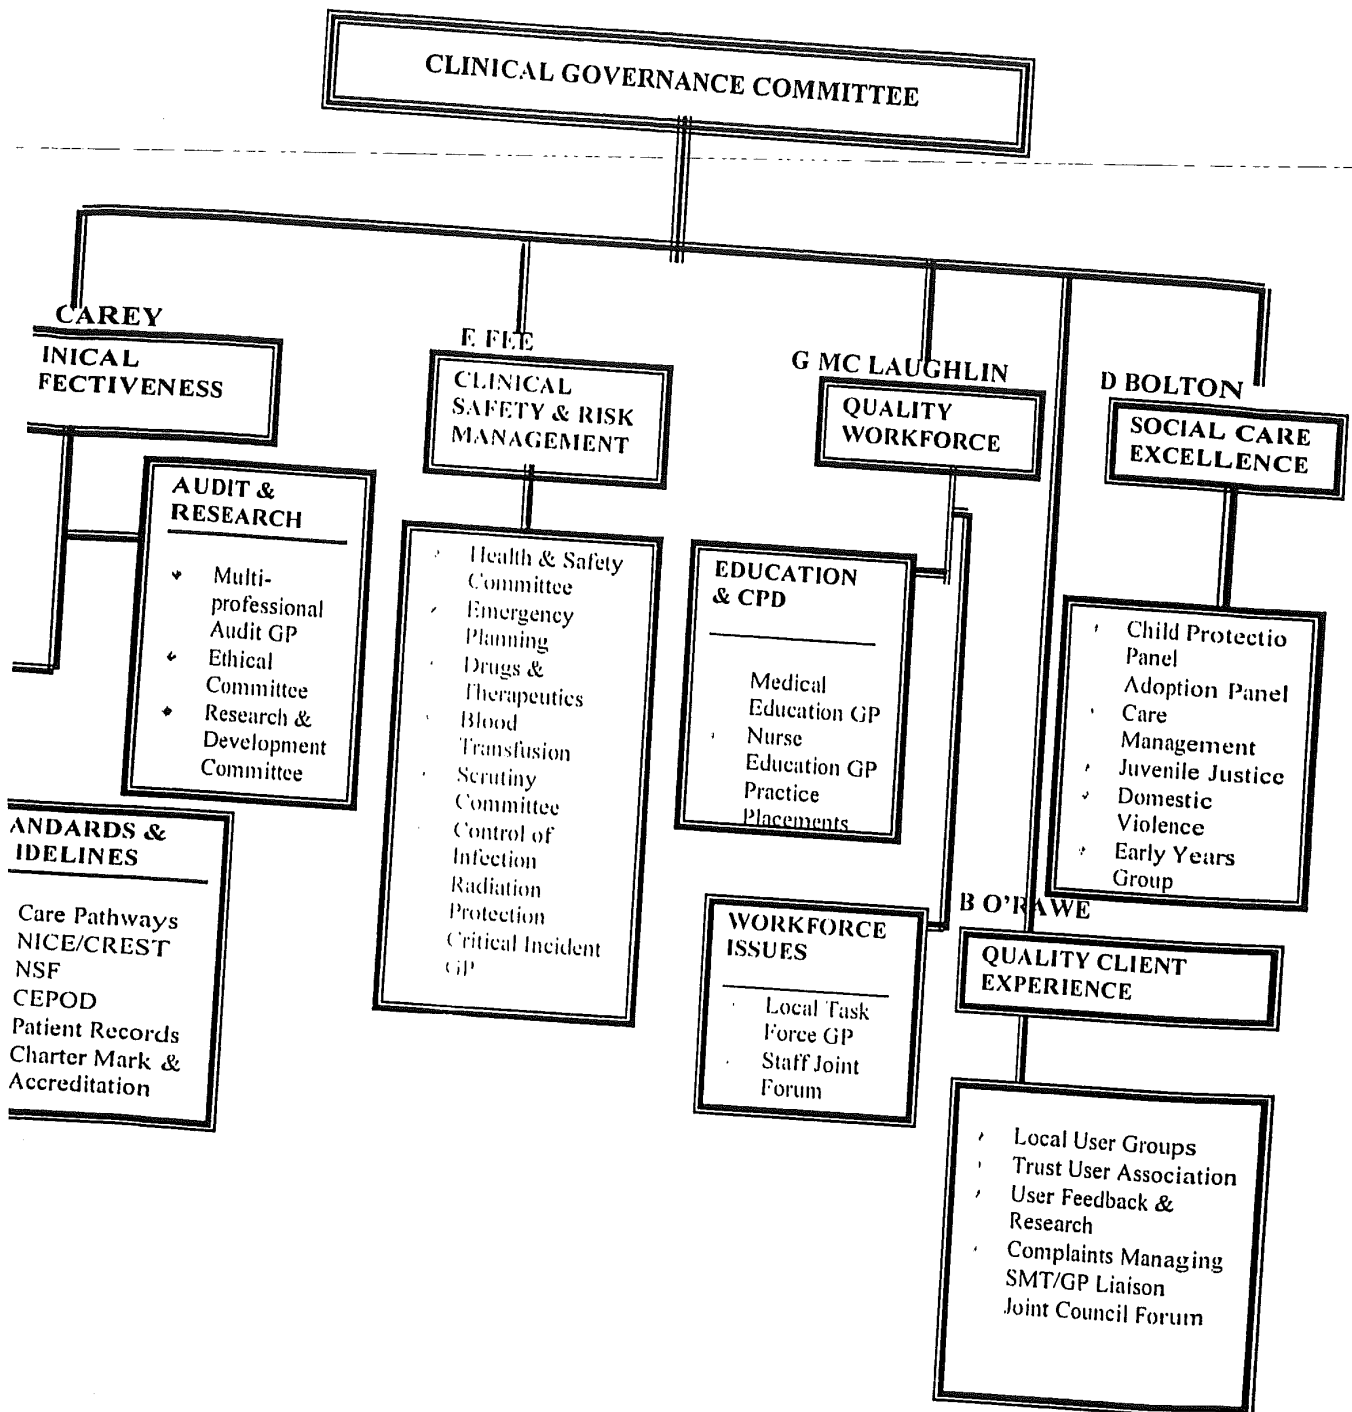 CLINICAL GOVERNANCE COMMITTEE
CAREY
INICAL
FECTIVENESS
AUDIT &
RESEARCH
Multi-
professional
Audit GP
Ethical
Committee
Research &
Development
Committee
ANDARDS &
IDELINES
Care Pathways
NICE/CREST
NSF
CEPOD
Patient Records
Charter Mark &
Accreditation
E FEE
CLINICAL
SAFETY & RISK
MANAGEMENT
Health & Safety
Committee
Emergency
Planning
Drugs &
Therapeutics
Blood
Transfusion
Scrutiny
Committee
Control of
Infection
Radiation
Protection
Critical Incident
GP
G MC LAUGHLIN
QUALITY
WORKFORCE
EDUCATION
& CPD
Medical
Education GP
Nurse
Education GP
Practice
Placements
WORKFORCE
ISSUES
Local Task
Force GP
Staff Joint
Forum
D BOLTON
SOCIAL CARE
EXCELLENCE
Child Protectio
Panel
Adoption Panel
Care
Management
Juvenile Justice
Domestic
Violence
Early Years
Group
B O'RAWE
QUALITY CLIENT
EXPERIENCE
Local User Groups
Trust User Association
User Feedback &
Research
Complaints Managing
SMT/GP Liaison
Joint Council Forum